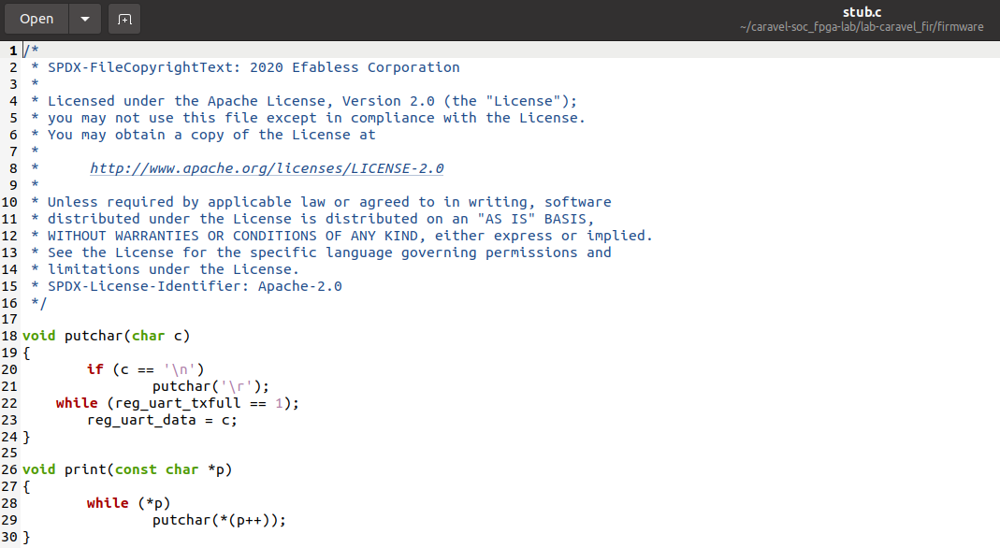 Open
stub.c
~/caravel-soc_fpga-lab/lab-caravel_fir/firmware
1 /*
2  * SPDX-FileCopyrightText: 2020 Efabless Corporation
3  *
4  * Licensed under the Apache License, Version 2.0 (the "License");
5  * you may not use this file except in compliance with the License.
6  * You may obtain a copy of the License at
7  *
8  *      http://www.apache.org/licenses/LICENSE-2.0
9  *
10  * Unless required by applicable law or agreed to in writing, software
11  * distributed under the License is distributed on an "AS IS" BASIS,
12  * WITHOUT WARRANTIES OR CONDITIONS OF ANY KIND, either express or implied.
13  * See the License for the specific language governing permissions and
14  * limitations under the License.
15  * SPDX-License-Identifier: Apache-2.0
16  */
17
18 void putchar(char c)
19 {
20         if (c == '\n')
21                 putchar('\r');
22     while (reg_uart_txfull == 1);
23         reg_uart_data = c;
24 }
25
26 void print(const char *p)
27 {
28         while (*p)
29                 putchar(*(p++));
30 }